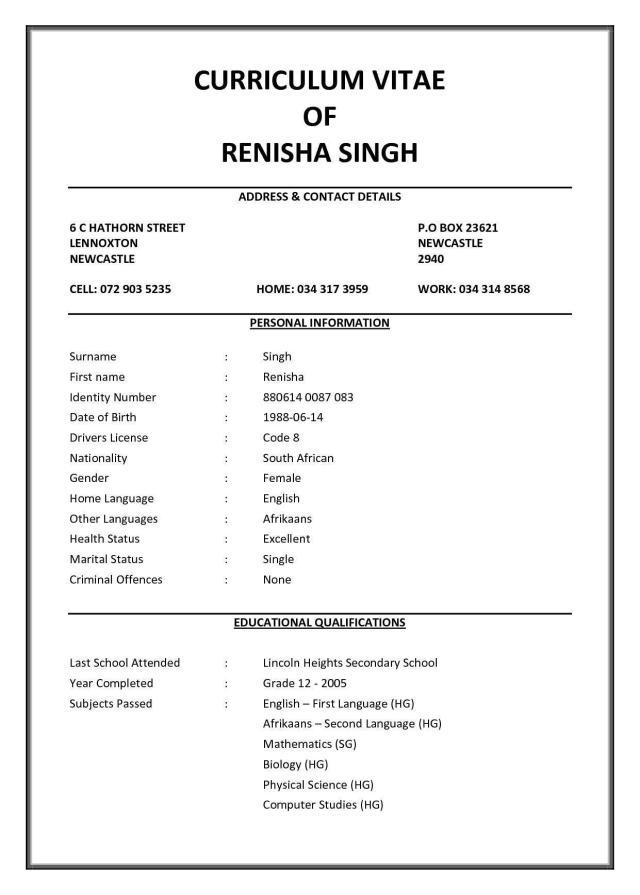 CURRICULUM VITAE
OF
RENISHA SINGH
ADDRESS & CONTACT DETAILS
6 C HATHORN STREET P.O BOX 23621
LENNOXTON NEWCASTLE
NEWCASTLE 2940
CELL: 072 903 5235 HOME: 034 317 3959 WORK: 034 314 8568
PERSONAL INFORMATION
Surname : Singh
First name : Renisha
Identity Number : 880614 0087 083
Date of Birth : 1988-06-14
Drivers License : Code 8
Nationality : South African
Gender : Female
Home Language : English
Other Languages : Afrikaans
Health Status : Excellent
Marital Status : Single
Criminal Offences : None
EDUCATIONAL QUALIFICATIONS
Last School Attended : Lincoln Heights Secondary School
Year Completed : Grade 12 - 2005
Subjects Passed : English – First Language (HG)
Afrikaans – Second Language (HG)
Mathematics (SG)
Biology (HG)
Physical Science (HG)
Computer Studies (HG)